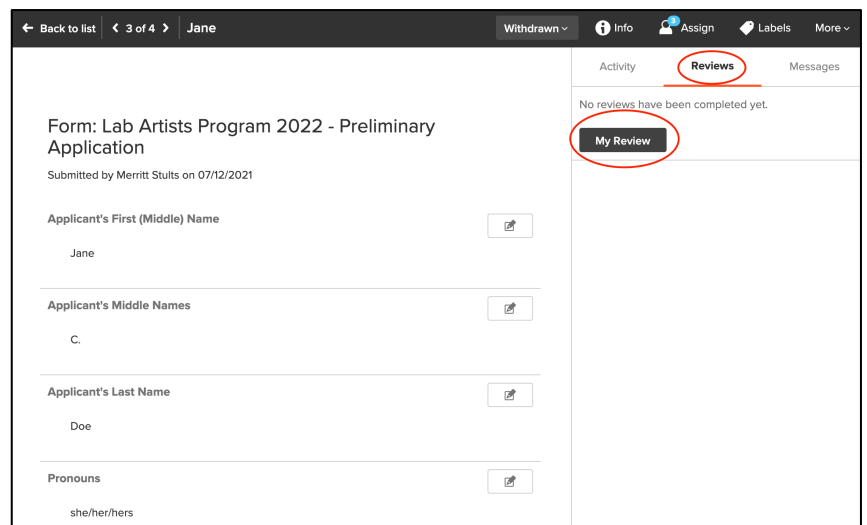 Back to list 3 of 4 Jane Withdrawn Info 3 Assign Labels More
Activity Reviews Messages
No reviews have been completed yet.
My Review
Form: Lab Artists Program 2022 - Preliminary
Application
Submitted by Merritt Stults on 07/12/2021
Applicant's First (Middle) Name
Jane
Applicant's Middle Names
C.
Applicant's Last Name
Doe
Pronouns
she/her/hers